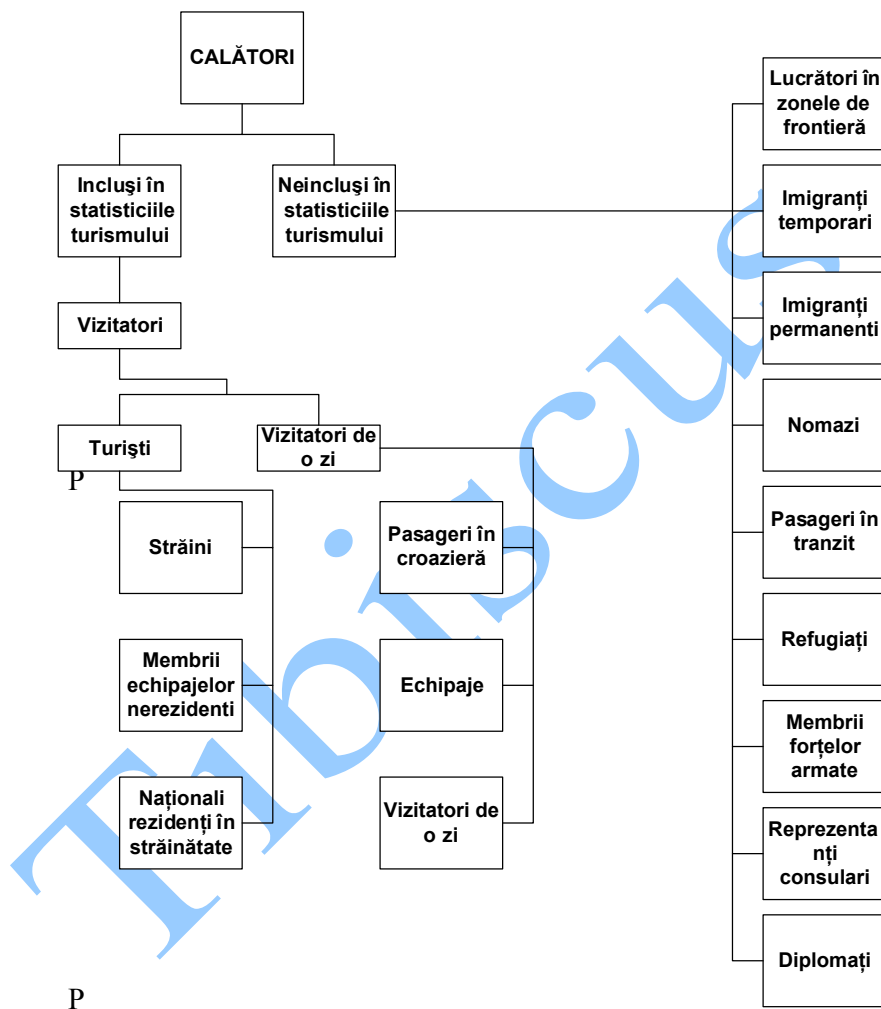 CALĂTORI
Incluşi în
statisticiile
turismului
Neincluşi în
statisticiile
turismului
Vizitatori
Turişti
Vizitatori de
o zi
P
Străini
Membrii
echipajelor
nerezidenti
Naţionali
rezidenţi în
străinătate
Pasageri în
croazieră
Echipaje
Vizitatori de
o zi
Lucrători în
zonele de
frontieră
Imigranţi
temporari
Imigranţi
permanenti
Nomazi
Pasageri în
tranzit
Refugiaţi
Membrii
forţelor
armate
Reprezenta
nţi
consulari
Diplomaţi
P
Tibiscus